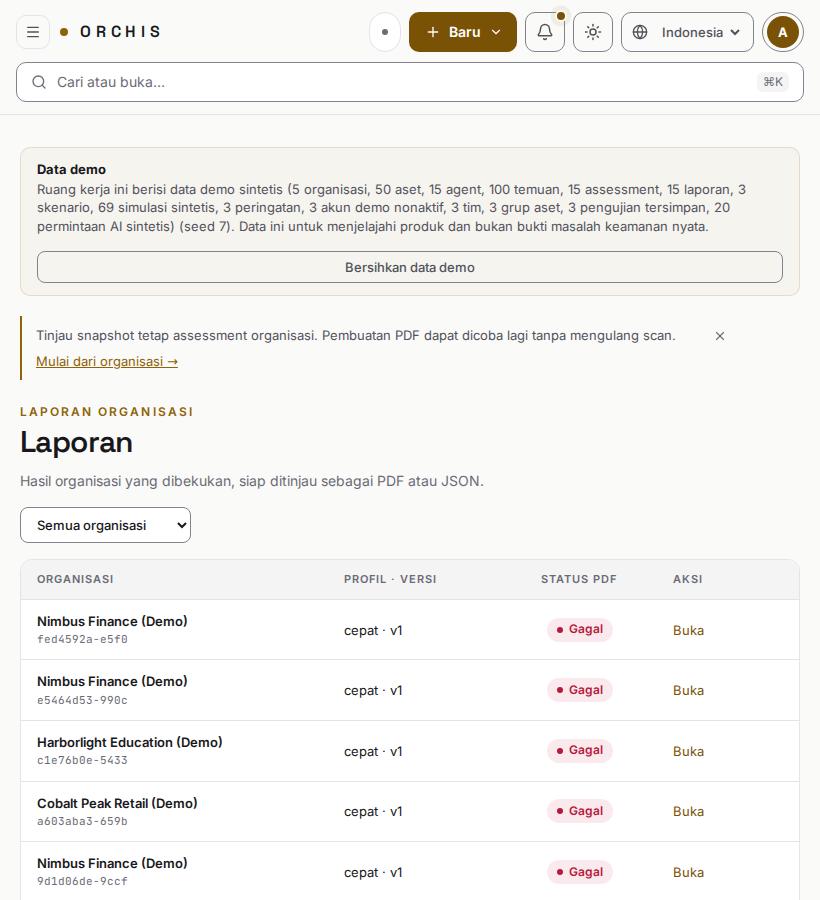 ORCHIS
Baru
Indonesia
A
Cari atau buka...
⌘K
Data demo
Ruang kerja ini berisi data demo sintetis (5 organisasi, 50 aset, 15 agent, 100 temuan, 15 assessment, 15 laporan, 3
skenario, 69 simulasi sintetis, 3 peringatan, 3 akun demo nonaktif, 3 tim, 3 grup aset, 3 pengujian tersimpan, 20
permintaan AI sintetis) (seed 7). Data ini untuk menjelajahi produk dan bukan bukti masalah keamanan nyata.
Bersihkan data demo
Tinjau snapshot tetap assessment organisasi. Pembuatan PDF dapat dicoba lagi tanpa mengulang scan.
Mulai dari organisasi →
LAPORAN ORGANISASI
Laporan
Hasil organisasi yang dibekukan, siap ditinjau sebagai PDF atau JSON.
Semua organisasi
ORGANISASI PROFIL · VERSI STATUS PDF AKSI
Nimbus Finance (Demo)
fed4592a-e5f0
cepat · v1 Gagal Buka
Nimbus Finance (Demo)
e5464d53-990c
cepat · v1 Gagal Buka
Harborlight Education (Demo)
c1e76b0e-5433
cepat · v1 Gagal Buka
Cobalt Peak Retail (Demo)
a603aba3-659b
cepat · v1 Gagal Buka
Nimbus Finance (Demo)
9d1d06de-9ccf
cepat · v1 Gagal Buka